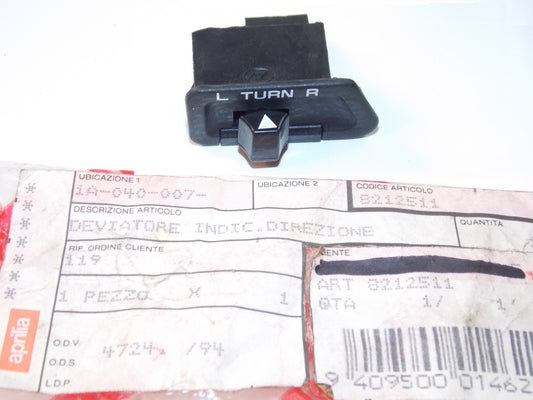 L TURN R
UBICAZIONE 1
1A-040-007-
UBICAZIONE 2
CODICE ARTICOLO
8212511
DESCRIZIONE ARTICOLO
DEVIATORE INDIC.DIREZIONE
QUANTITA
RIF. ORDINE CLIENTE
119
1 PEZZO X 1
O.D.V. 4724 /94
O.D.S.
L.D.P.
aprilia
ENTE
ART 8212511
QTA 1/ 1
9 409500 01462